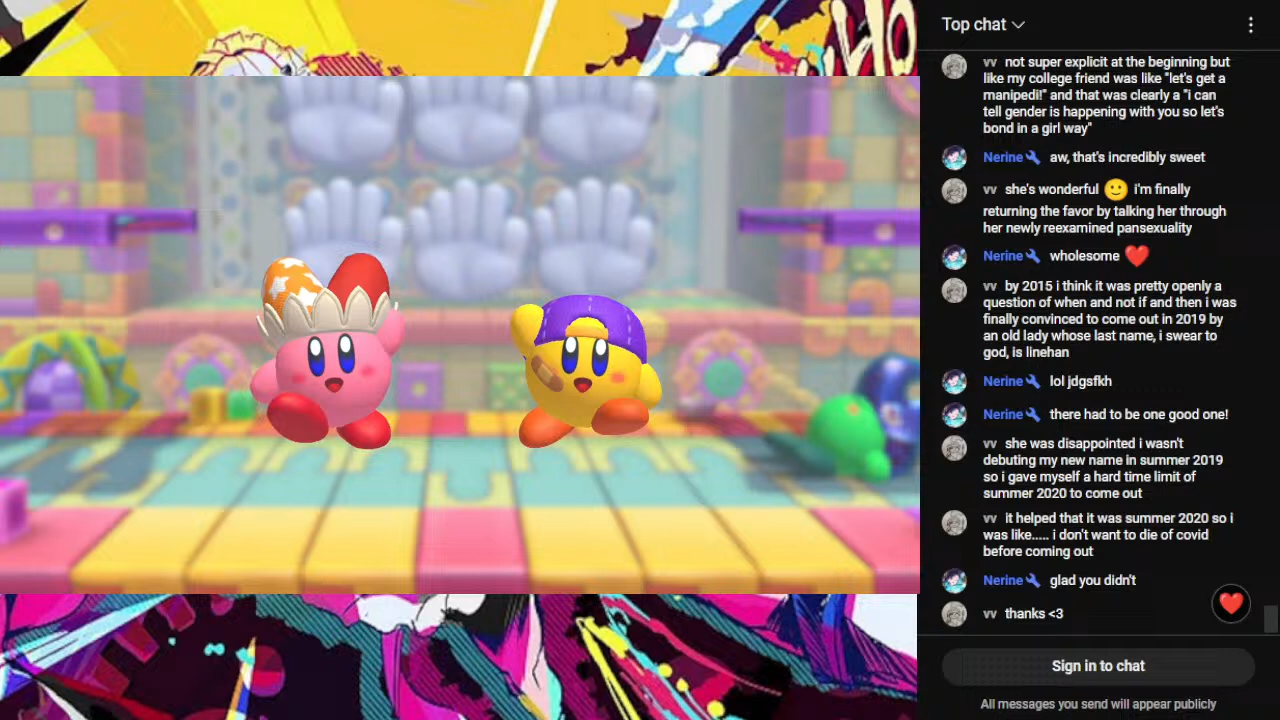 HO
Top chat
vv not super explicit at the beginning but
like my college friend was like "let's get a
manipedi!" and that was clearly a "i can
tell gender is happening with you so let's
bond in a girl way"
Nerine aw, that's incredibly sweet
vv she's wonderful 🙂 i'm finally
returning the favor by talking her through
her newly reexamined pansexuality
Nerine wholesome ❤️
vv by 2015 i think it was pretty openly a
question of when and not if and then i was
finally convinced to come out in 2019 by
an old lady whose last name, i swear to
god, is linehan
Nerine lol jdgsfkh
Nerine there had to be one good one!
vv she was disappointed i wasn't
debuting my new name in summer 2019
so i gave myself a hard time limit of
summer 2020 to come out
vv it helped that it was summer 2020 so i
was like..... i don't want to die of covid
before coming out
Nerine glad you didn't
vv thanks <3
Sign in to chat
All messages you send will appear publicly